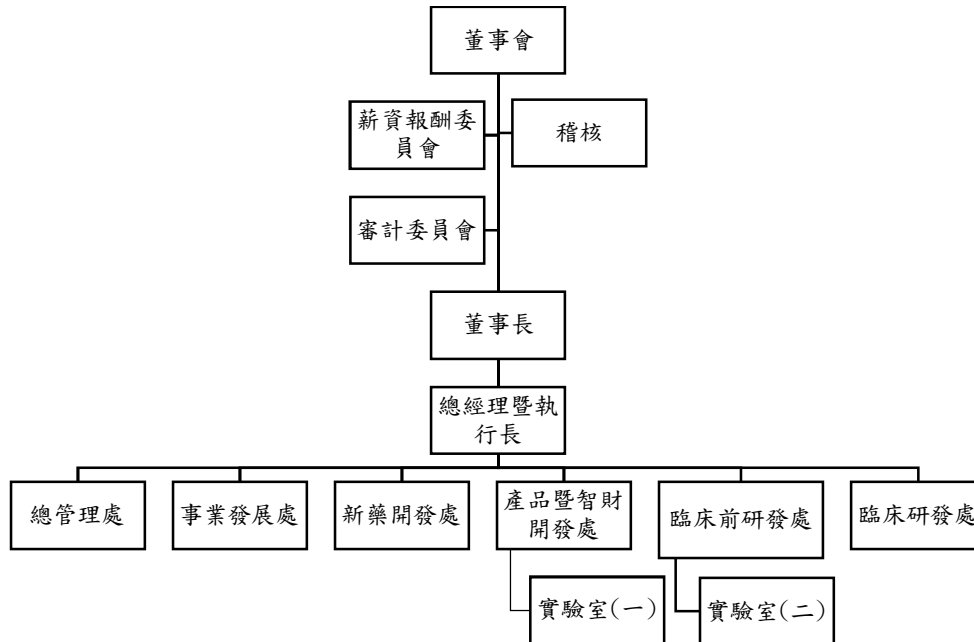 董事會
薪資報酬委
員會
稽核
審計委員會
董事長
總經理暨執
行長
總管理處
事業發展處
新藥開發處
產品暨智財
開發處
臨床前研發處
臨床研發處
實驗室(一)
實驗室(二)